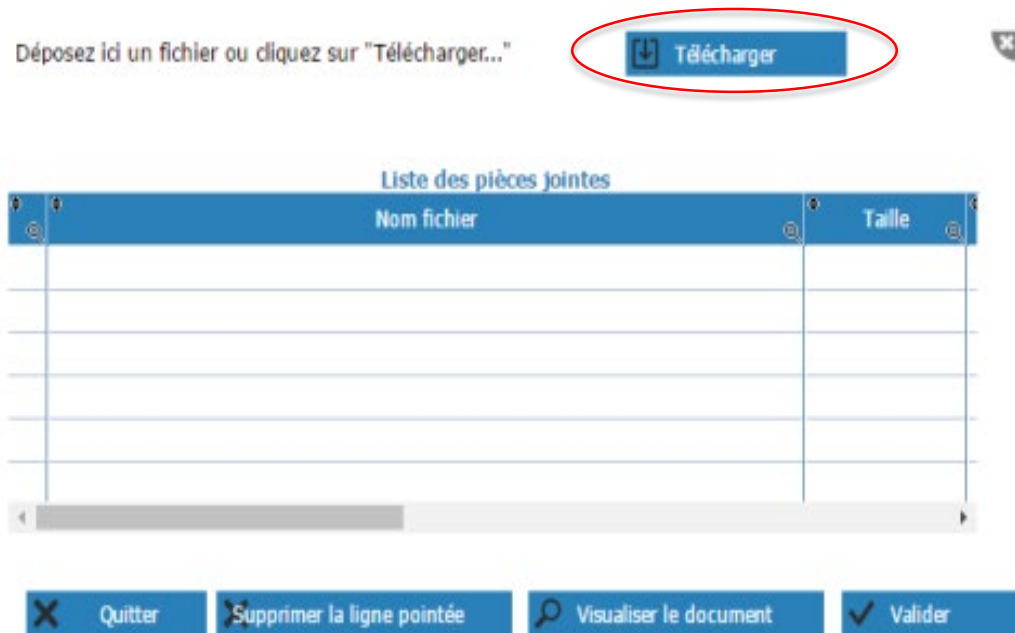 Déposez ici un fichier ou cliquez sur "Télécharger..."
Télécharger
Liste des pièces jointes
Nom fichier
Taille
Quitter
Supprimer la ligne pointée
Visualiser le document
Valider